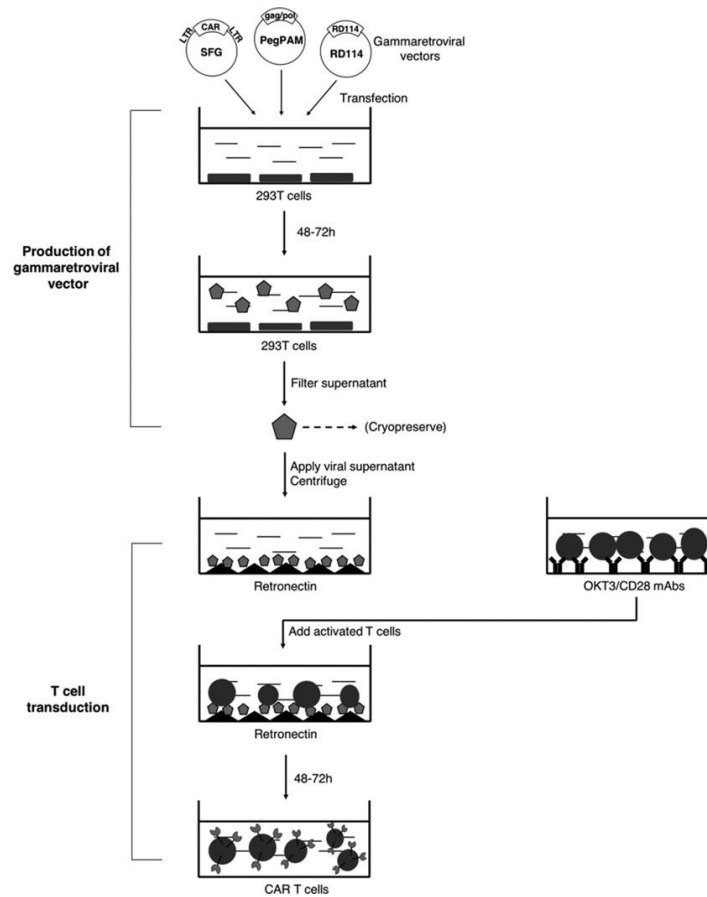 LTR
CAR
LTR
SFG
gag/pol
PegPAM
RD114
RD114
Gammaretroviral
vectors
Transfection
293T cells
48-72h
Production of
gammaretroviral
vector
293T cells
Filter supernatant
(Cryopreserve)
Apply viral supernatant
Centrifuge
Retronectin
OKT3/CD28 mAbs
Add activated T cells
T cell
transduction
Retronectin
48-72h
CAR T cells